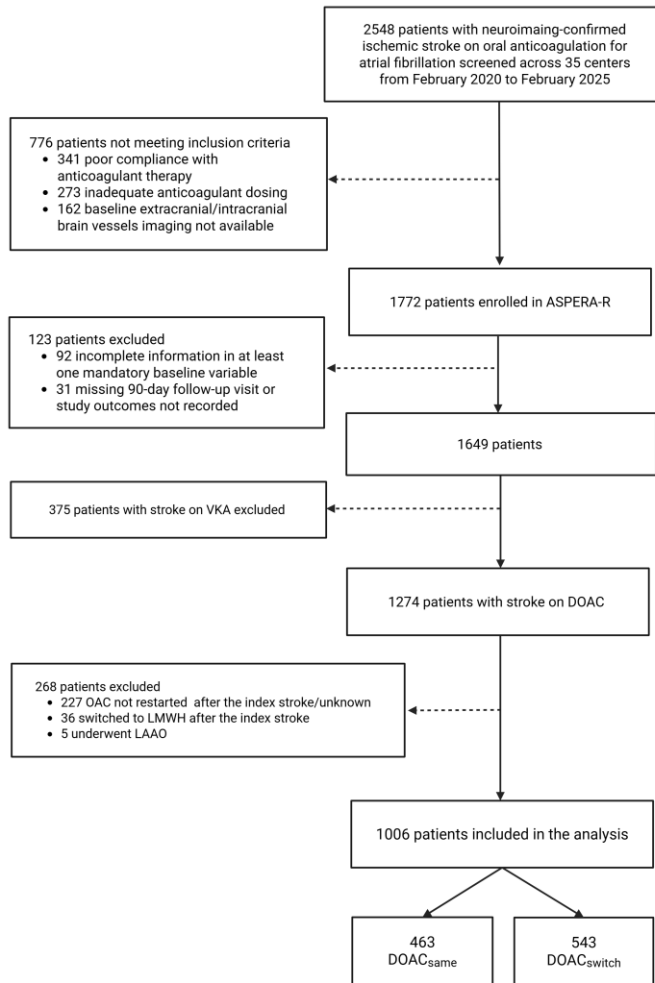 2548 patients with neuroimaing-confirmed
ischemic stroke on oral anticoagulation for
atrial fibrillation screened across 35 centers
from February 2020 to February 2025
776 patients not meeting inclusion criteria
• 341 poor compliance with
anticoagulant therapy
• 273 inadequate anticoagulant dosing
• 162 baseline extracranial/intracranial
brain vessels imaging not available
1772 patients enrolled in ASPERA-R
123 patients excluded
• 92 incomplete information in at least
one mandatory baseline variable
• 31 missing 90-day follow-up visit or
study outcomes not recorded
1649 patients
375 patients with stroke on VKA excluded
1274 patients with stroke on DOAC
268 patients excluded
• 227 OAC not restarted after the index stroke/unknown
• 36 switched to LMWH after the index stroke
• 5 underwent LAAO
1006 patients included in the analysis
463
DOACsame
543
DOACswitch